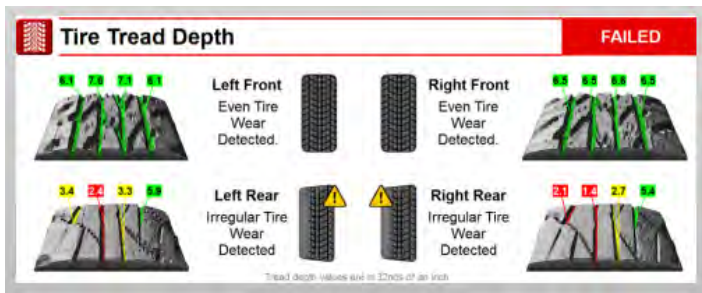 Tire Tread Depth
FAILED
6.1 7.0 7.1 6.1
Left Front
Even Tire
Wear
Detected.
Right Front
Even Tire
Wear
Detected.
6.5 6.5 6.6 6.5
3.4 2.4 3.3 5.9
Left Rear
Irregular Tire
Wear
Detected
Right Rear
Irregular Tire
Wear
Detected
2.1 1.4 2.7 5.4
Tread depth values are in 32nds of an inch